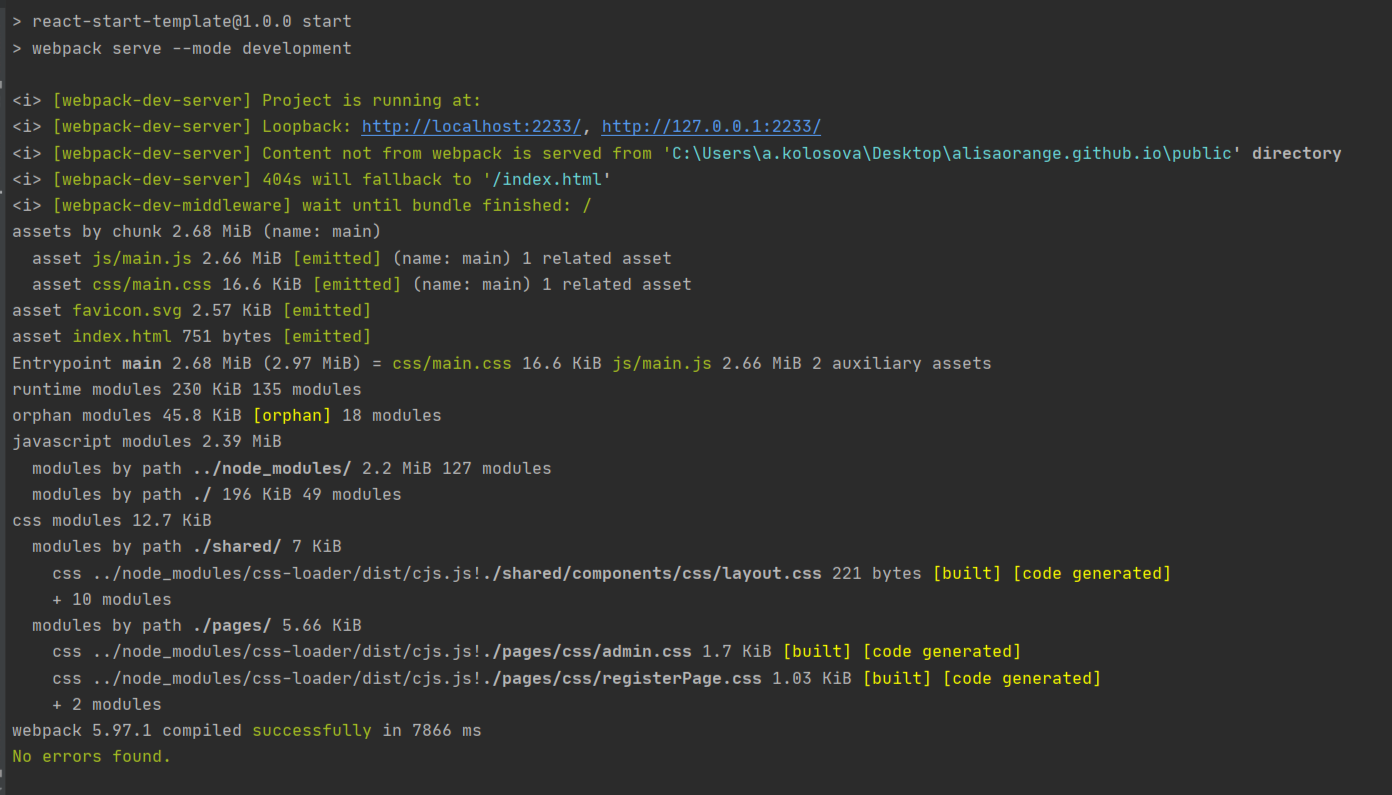 > react-start-template@1.0.0 start
> webpack serve --mode development
<i> [webpack-dev-server] Project is running at:
<i> [webpack-dev-server] Loopback: http://localhost:2233/, http://127.0.0.1:2233/
<i> [webpack-dev-server] Content not from webpack is served from 'C:\Users\a.kolosova\Desktop\alisaorange.github.io\public' directory
<i> [webpack-dev-server] 404s will fallback to '/index.html'
<i> [webpack-dev-middleware] wait until bundle finished: /
assets by chunk 2.68 MiB (name: main)
  asset js/main.js 2.66 MiB [emitted] (name: main) 1 related asset
  asset css/main.css 16.6 KiB [emitted] (name: main) 1 related asset
asset favicon.svg 2.57 KiB [emitted]
asset index.html 751 bytes [emitted]
Entrypoint main 2.68 MiB (2.97 MiB) = css/main.css 16.6 KiB js/main.js 2.66 MiB 2 auxiliary assets
runtime modules 230 KiB 135 modules
orphan modules 45.8 KiB [orphan] 18 modules
javascript modules 2.39 MiB
  modules by path ../node_modules/ 2.2 MiB 127 modules
  modules by path ./ 196 KiB 49 modules
css modules 12.7 KiB
  modules by path ./shared/ 7 KiB
    css ../node_modules/css-loader/dist/cjs.js!./shared/components/css/layout.css 221 bytes [built] [code generated]
    + 10 modules
  modules by path ./pages/ 5.66 KiB
    css ../node_modules/css-loader/dist/cjs.js!./pages/css/admin.css 1.7 KiB [built] [code generated]
    css ../node_modules/css-loader/dist/cjs.js!./pages/css/registerPage.css 1.03 KiB [built] [code generated]
    + 2 modules
webpack 5.97.1 compiled successfully in 7866 ms
No errors found.